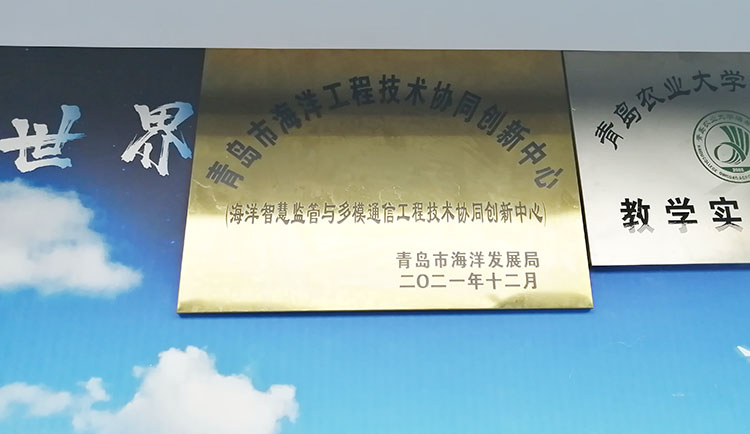 世界
青岛市海洋工程技术协同创新中心
(海洋智慧监管与多模通信工程技术协同创新中心)
青岛市海洋发展局
二〇二一年十二月
青岛农业大学
教学实